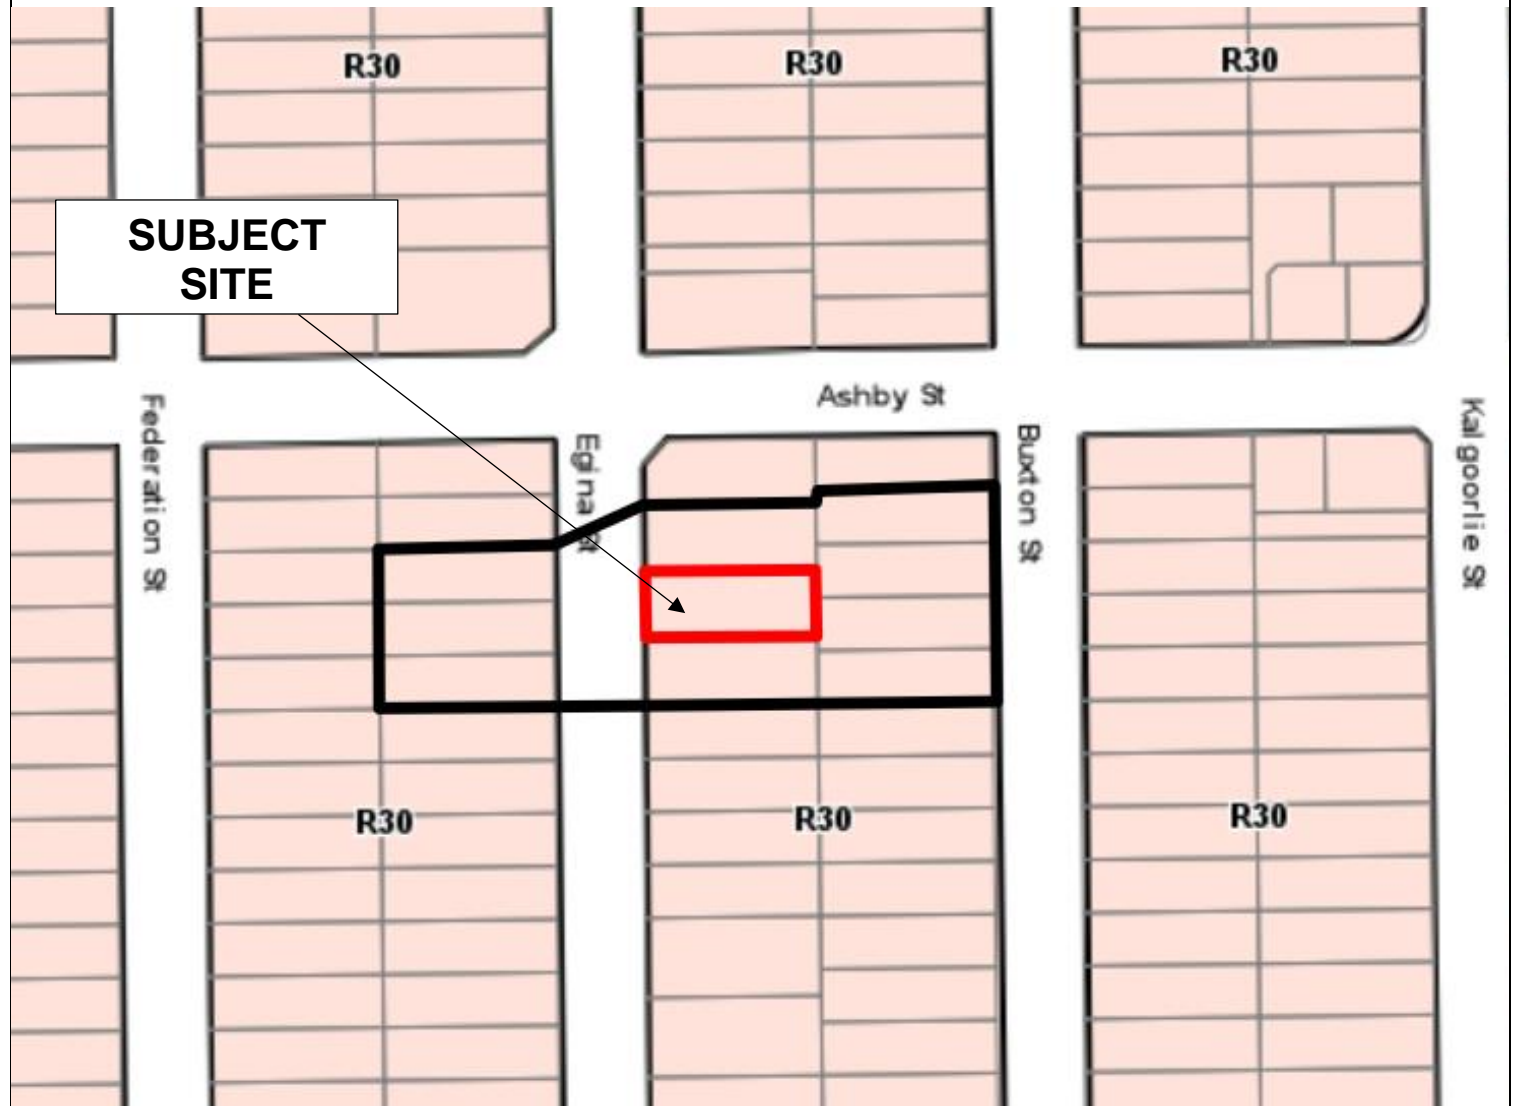 R30
R30
R30
SUBJECT
SITE
Ashby St
Federation St
Egina St
Buxton St
Kalgoorlie St
R30
R30
R30